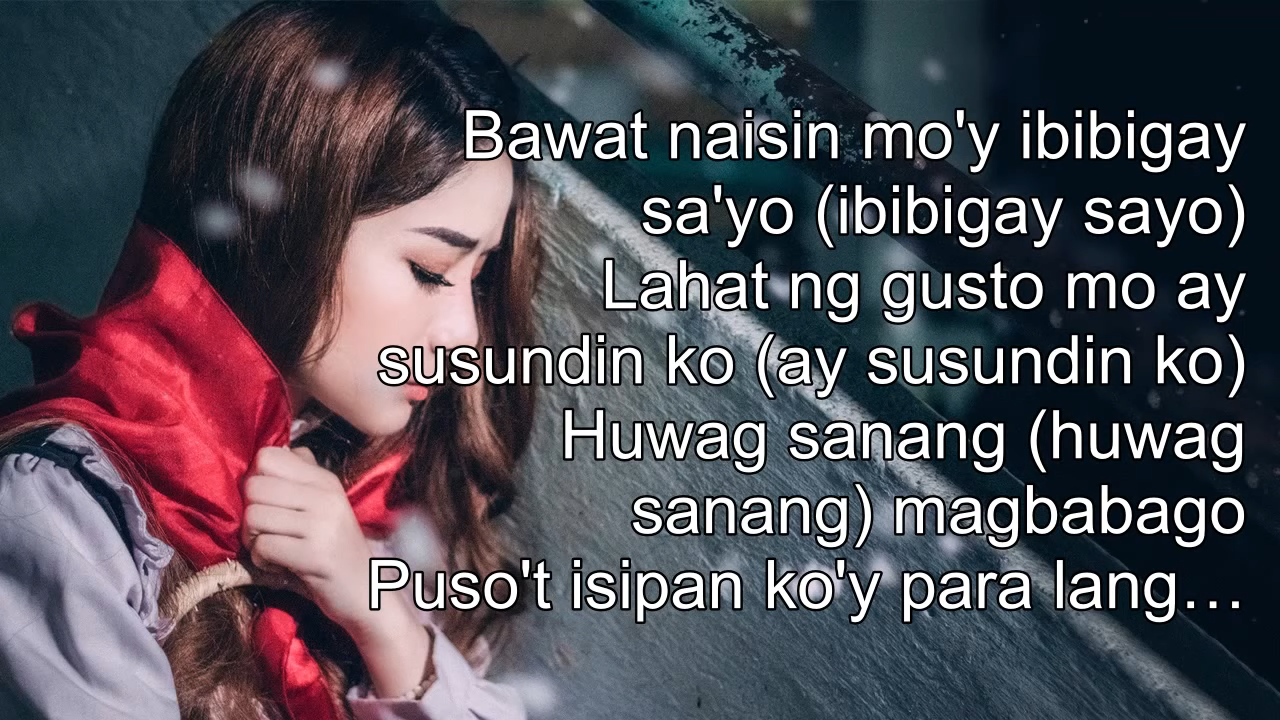 Bawat naisin mo'y ibibigay
sa'yo (ibibigay sayo)
Lahat ng gusto mo ay
susundin ko (ay susundin ko)
Huwag sanang (huwag
sanang) magbabago
Puso't isipan ko'y para lang…